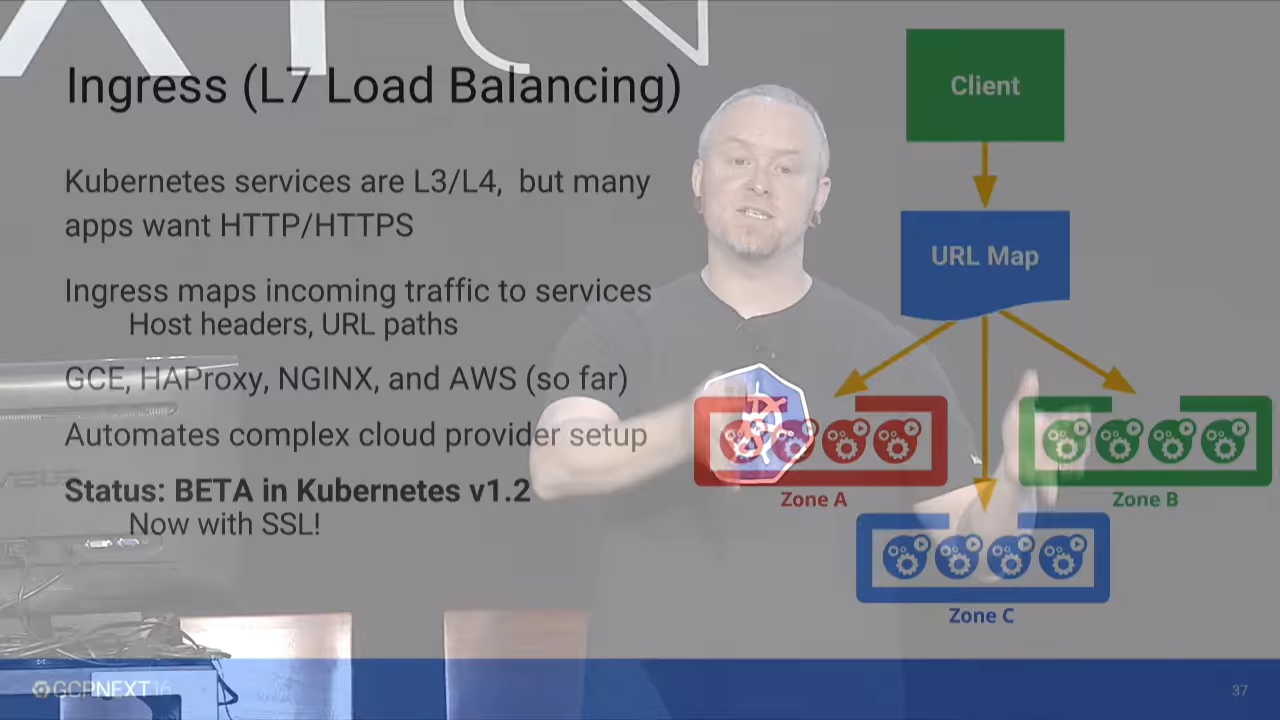 Ingress (L7 Load Balancing)
Kubernetes services are L3/L4, but many
apps want HTTP/HTTPS
Ingress maps incoming traffic to services
Host headers, URL paths
GCE, HAProxy, NGINX, and AWS (so far)
Automates complex cloud provider setup
Status: BETA in Kubernetes v1.2
Now with SSL!
Client
URL Map
Zone A
Zone B
Zone C
GCPNEXT16
37